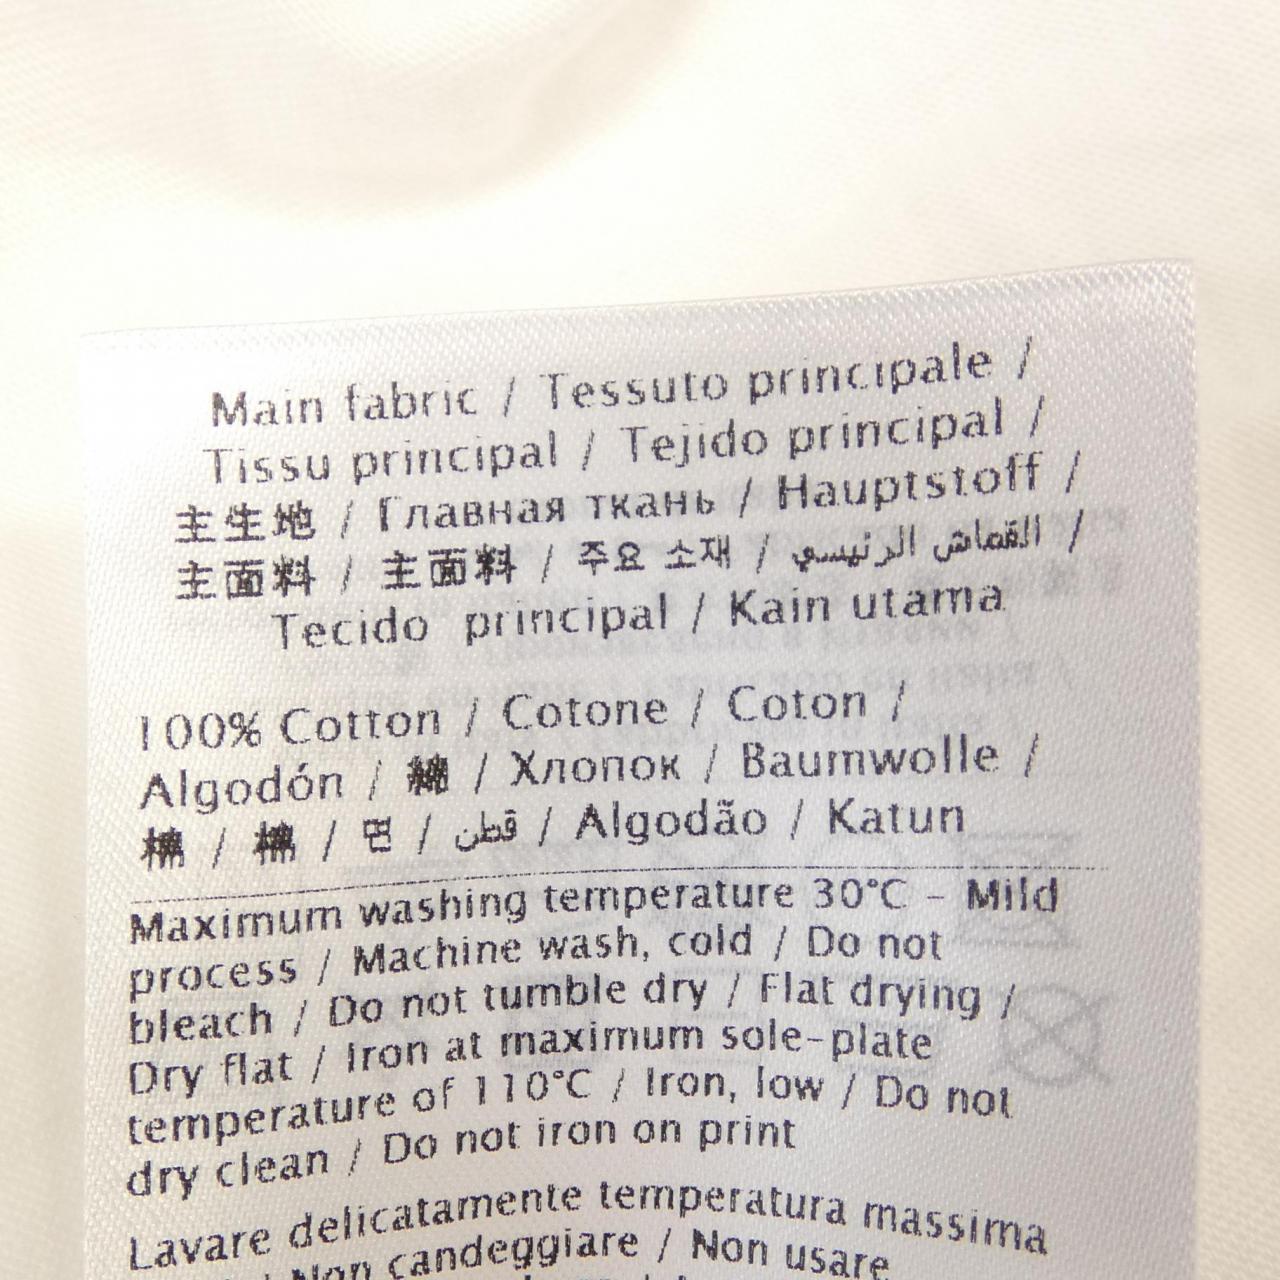 Main fabric / Tessuto principale /
Tissu principal / Tejido principal /
主生地 / Главная ткань / Hauptstoff /
主面料 / 主面料 / 주요 소재 / القماش الرئيسي /
Tecido principal / Kain utama
100% Cotton / Cotone / Coton /
Algodón / 綿 / Хлопок / Baumwolle /
棉 / 棉 / 면 / قطن / Algodão / Katun
Maximum washing temperature 30°C - Mild
process / Machine wash, cold / Do not
bleach / Do not tumble dry / Flat drying /
Dry flat / Iron at maximum sole-plate
temperature of 110°C / Iron, low / Do not
dry clean / Do not iron on print
Lavare delicatamente temperatura massima
/ Non candeggiare / Non usare